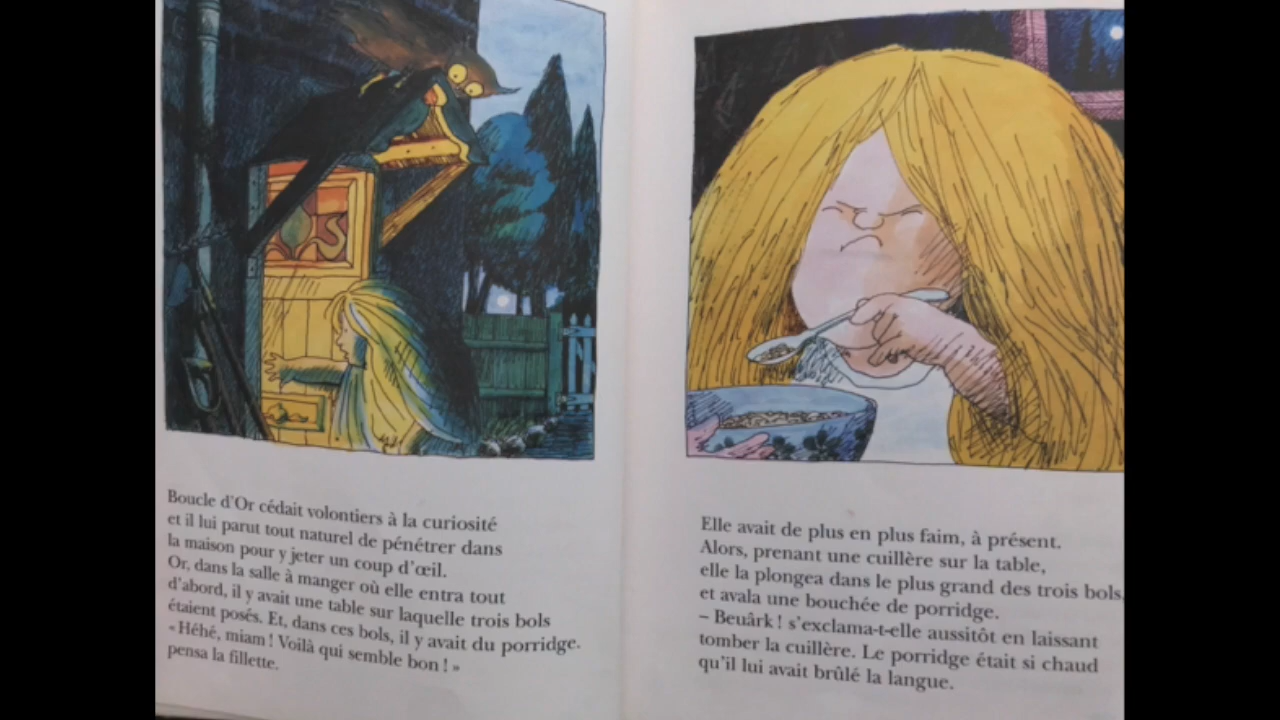 Boucle d'Or cédait volontiers à la curiosité
et il lui parut tout naturel de pénétrer dans
la maison pour y jeter un coup d'œil.
Or, dans la salle à manger où elle entra tout
d'abord, il y avait une table sur laquelle trois bols
étaient posés. Et, dans ces bols, il y avait du porridge.
« Héhé, miam ! Voilà qui semble bon ! »
pensa la fillette.
Elle avait de plus en plus faim, à présent.
Alors, prenant une cuillère sur la table,
elle la plongea dans le plus grand des trois bols,
et avala une bouchée de porridge.
– Beuârk ! s'exclama-t-elle aussitôt en laissant
tomber la cuillère. Le porridge était si chaud
qu'il lui avait brûlé la langue.